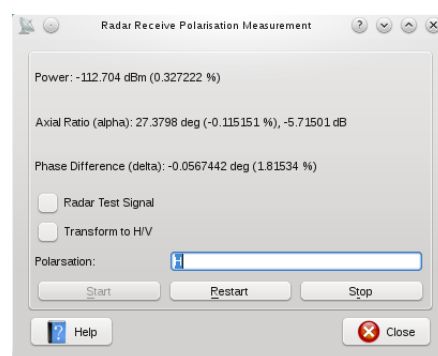 Radar Receive Polarisation Measurement
Power: -112.704 dBm (0.327222 %)
Axial Ratio (alpha): 27.3798 deg (-0.115151 %), -5.71501 dB
Phase Difference (delta): -0.0567442 deg (1.81534 %)
Radar Test Signal
Transform to H/V
Polarsation: H
Start Restart Stop
? Help Close